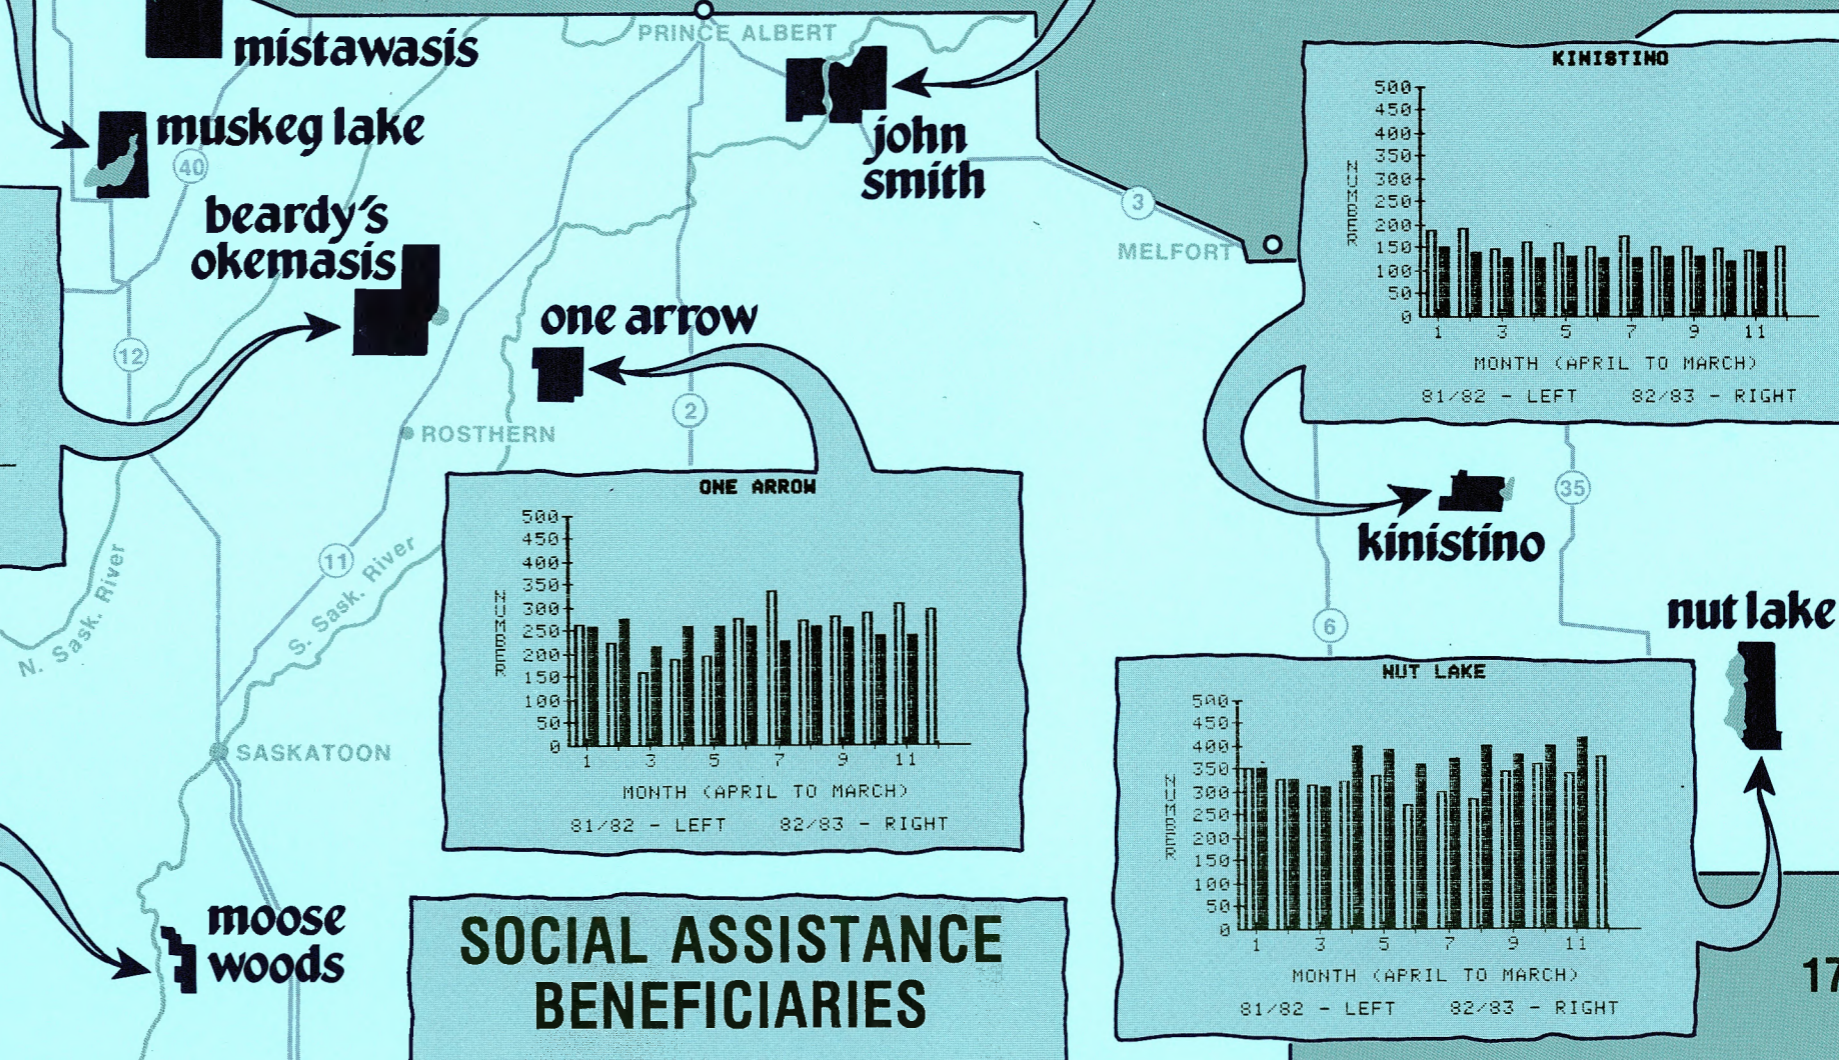 PRINCE ALBERT
mistawasis
muskeg lake
40
john
smith
beardy's
okemasis
3
MELFORT
one arrow
12
2
ROSTHERN
11
N. Sask. River
S. Sask. River
SASKATOON
moose
woods
KINISTINO
500
450
400
350
300
250
200
150
100
50
0
NUMBER
1 3 5 7 9 11
MONTH (APRIL TO MARCH)
81/82 - LEFT 82/83 - RIGHT
kinistino
35
6
nut lake
ONE ARROW
500
450
400
350
300
250
200
150
100
50
0
NUMBER
1 3 5 7 9 11
MONTH (APRIL TO MARCH)
81/82 - LEFT 82/83 - RIGHT
NUT LAKE
500
450
400
350
300
250
200
150
100
50
0
NUMBER
1 3 5 7 9 11
MONTH (APRIL TO MARCH)
81/82 - LEFT 82/83 - RIGHT
SOCIAL ASSISTANCE
BENEFICIARIES
17